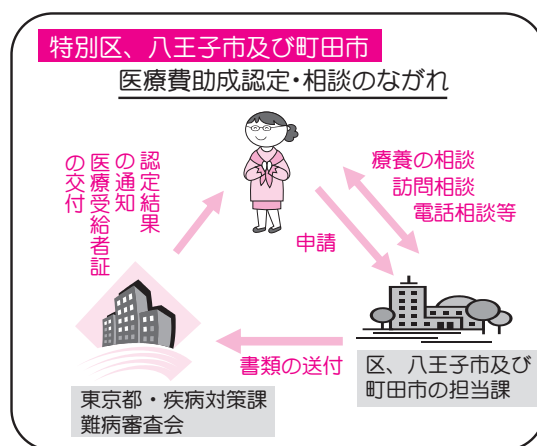 特別区、八王子市及び町田市
医療費助成認定・相談のながれ
認定結果
の通知
医療受給者証
の交付
療養の相談
訪問相談
電話相談等
申請
書類の送付
東京都・疾病対策課
難病審査会
区、八王子市及び
町田市の担当課